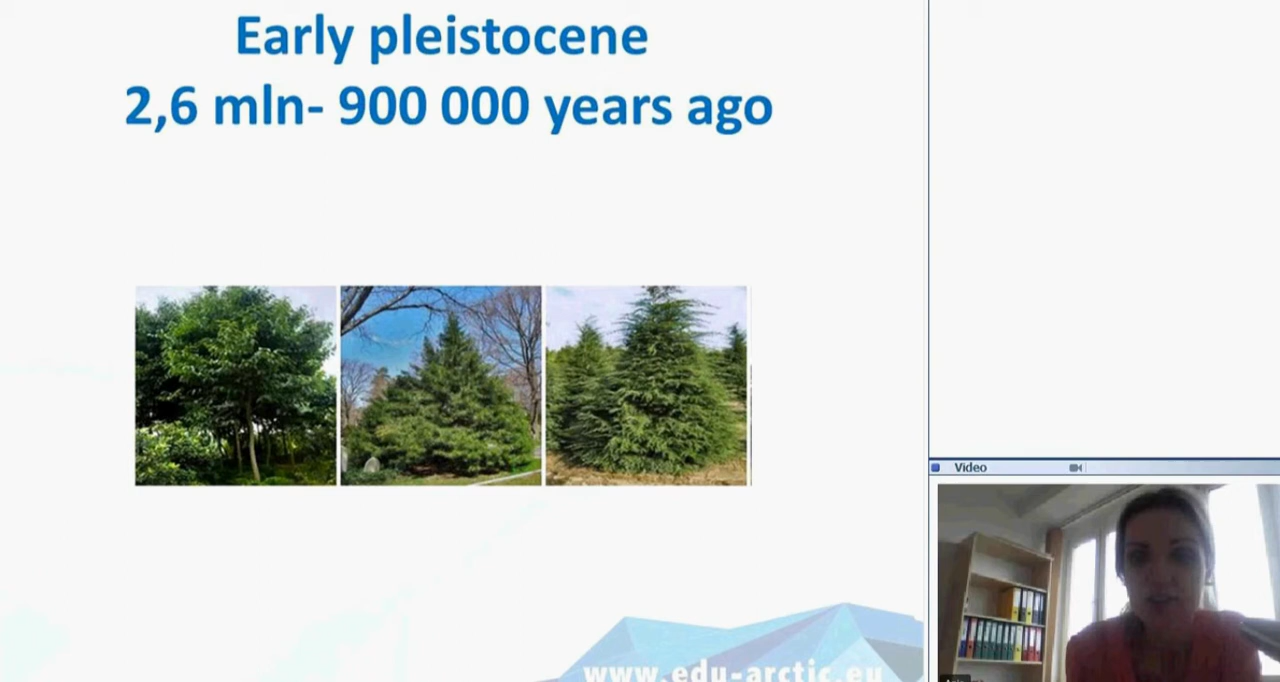 Early pleistocene
2,6 mln- 900 000 years ago
www.edu-arctic.eu
Video